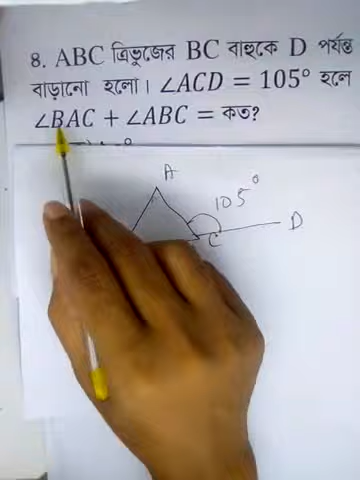 8. ABC ত্রিভুজের BC বাহুকে D পর্যন্ত
বাড়ানো হলো। ∠ACD = 105° হলে
∠BAC + ∠ABC = কত?
A
105°
D
C